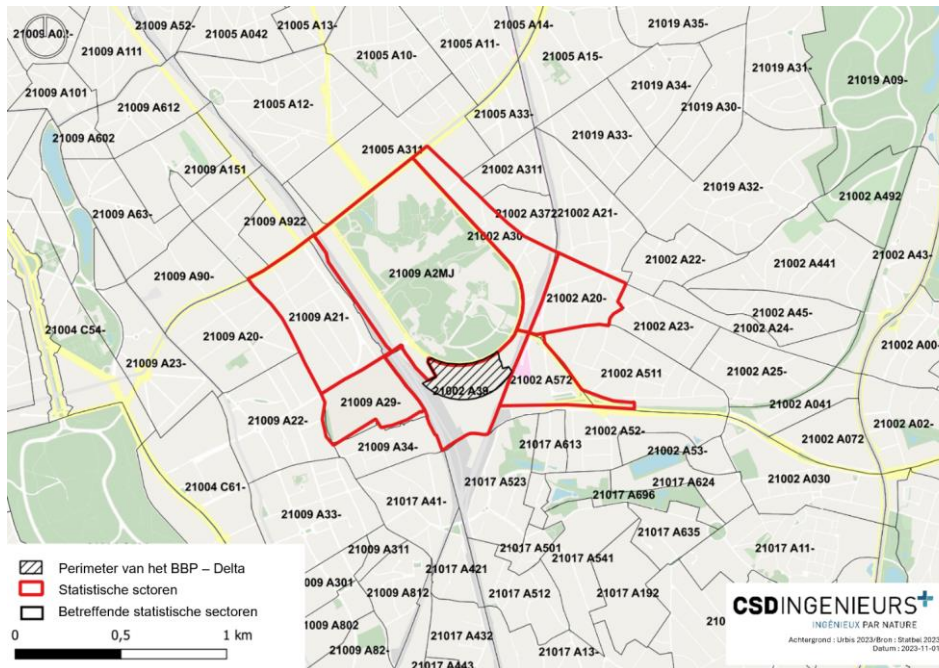 21009 A52-
21005 A13-
21005 A14-
21019 A35-
21005 A042
21009 A111
21005 A11-
21005 A10-
21005 A15-
21019 A31-
21019 A09-
21019 A34-
21009 A101
21009 A612
21005 A12-
21019 A30-
21005 A33-
21009 A602
21019 A33-
21005 A311
21009 A151
21002 A311
21019 A32-
21002 A492
21009 A63-
21002 A372
21002 A21-
21009 A922
21002 A30
21002 A43-
21002 A22-
21002 A441
21009 A90-
21009 A2MJ
21002 A20-
21002 A45-
21009 A21-
21002 A23-
21002 A24-
21004 C54-
21009 A20-
21002 A00-
21009 A23-
21002 A511
21002 A25-
21002 A572
21002 A39
21009 A29-
21002 A041
21009 A22-
21002 A02-
21002 A52-
21002 A072
21009 A34-
21017 A613
21002 A53-
21017 A523
21017 A624
21002 A030
21004 C61-
21017 A696
21017 A41-
21009 A33-
21017 A635
21009 A311
21017 A501
21017 A541
21017 A11-
21017 A421
21009 A812
21017 A512
21017 A192
21009 A802
21017 A432
21009 A82-
21017 A13-
21017 A443
Perimeter van het BBP – Delta
Statistische sctoren
Betreffende statistische sectoren
0 0,5 1 km
CSDINGENIEURS+
INGÉNIEUX PAR NATURE
Achtergrond : Urbis 2023/Bron : Statbel 2023
Datum : 2023-11-01